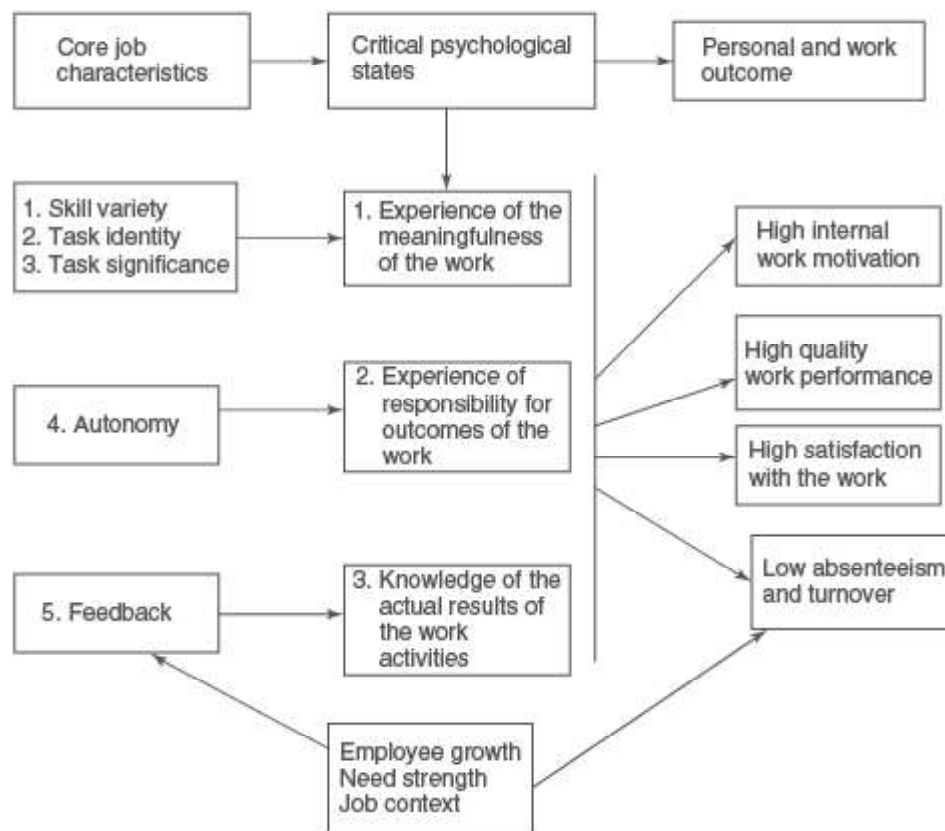 Core job
characteristics
Critical psychological
states
Personal and work
outcome
1. Skill variety
2. Task identity
3. Task significance
1. Experience of the
meaningfulness
of the work
High internal
work motivation
High quality
work performance
4. Autonomy
2. Experience of
responsibility for
outcomes of the
work
High satisfaction
with the work
5. Feedback
3. Knowledge of the
actual results of
the work
activities
Low absenteeism
and turnover
Employee growth
Need strength
Job context